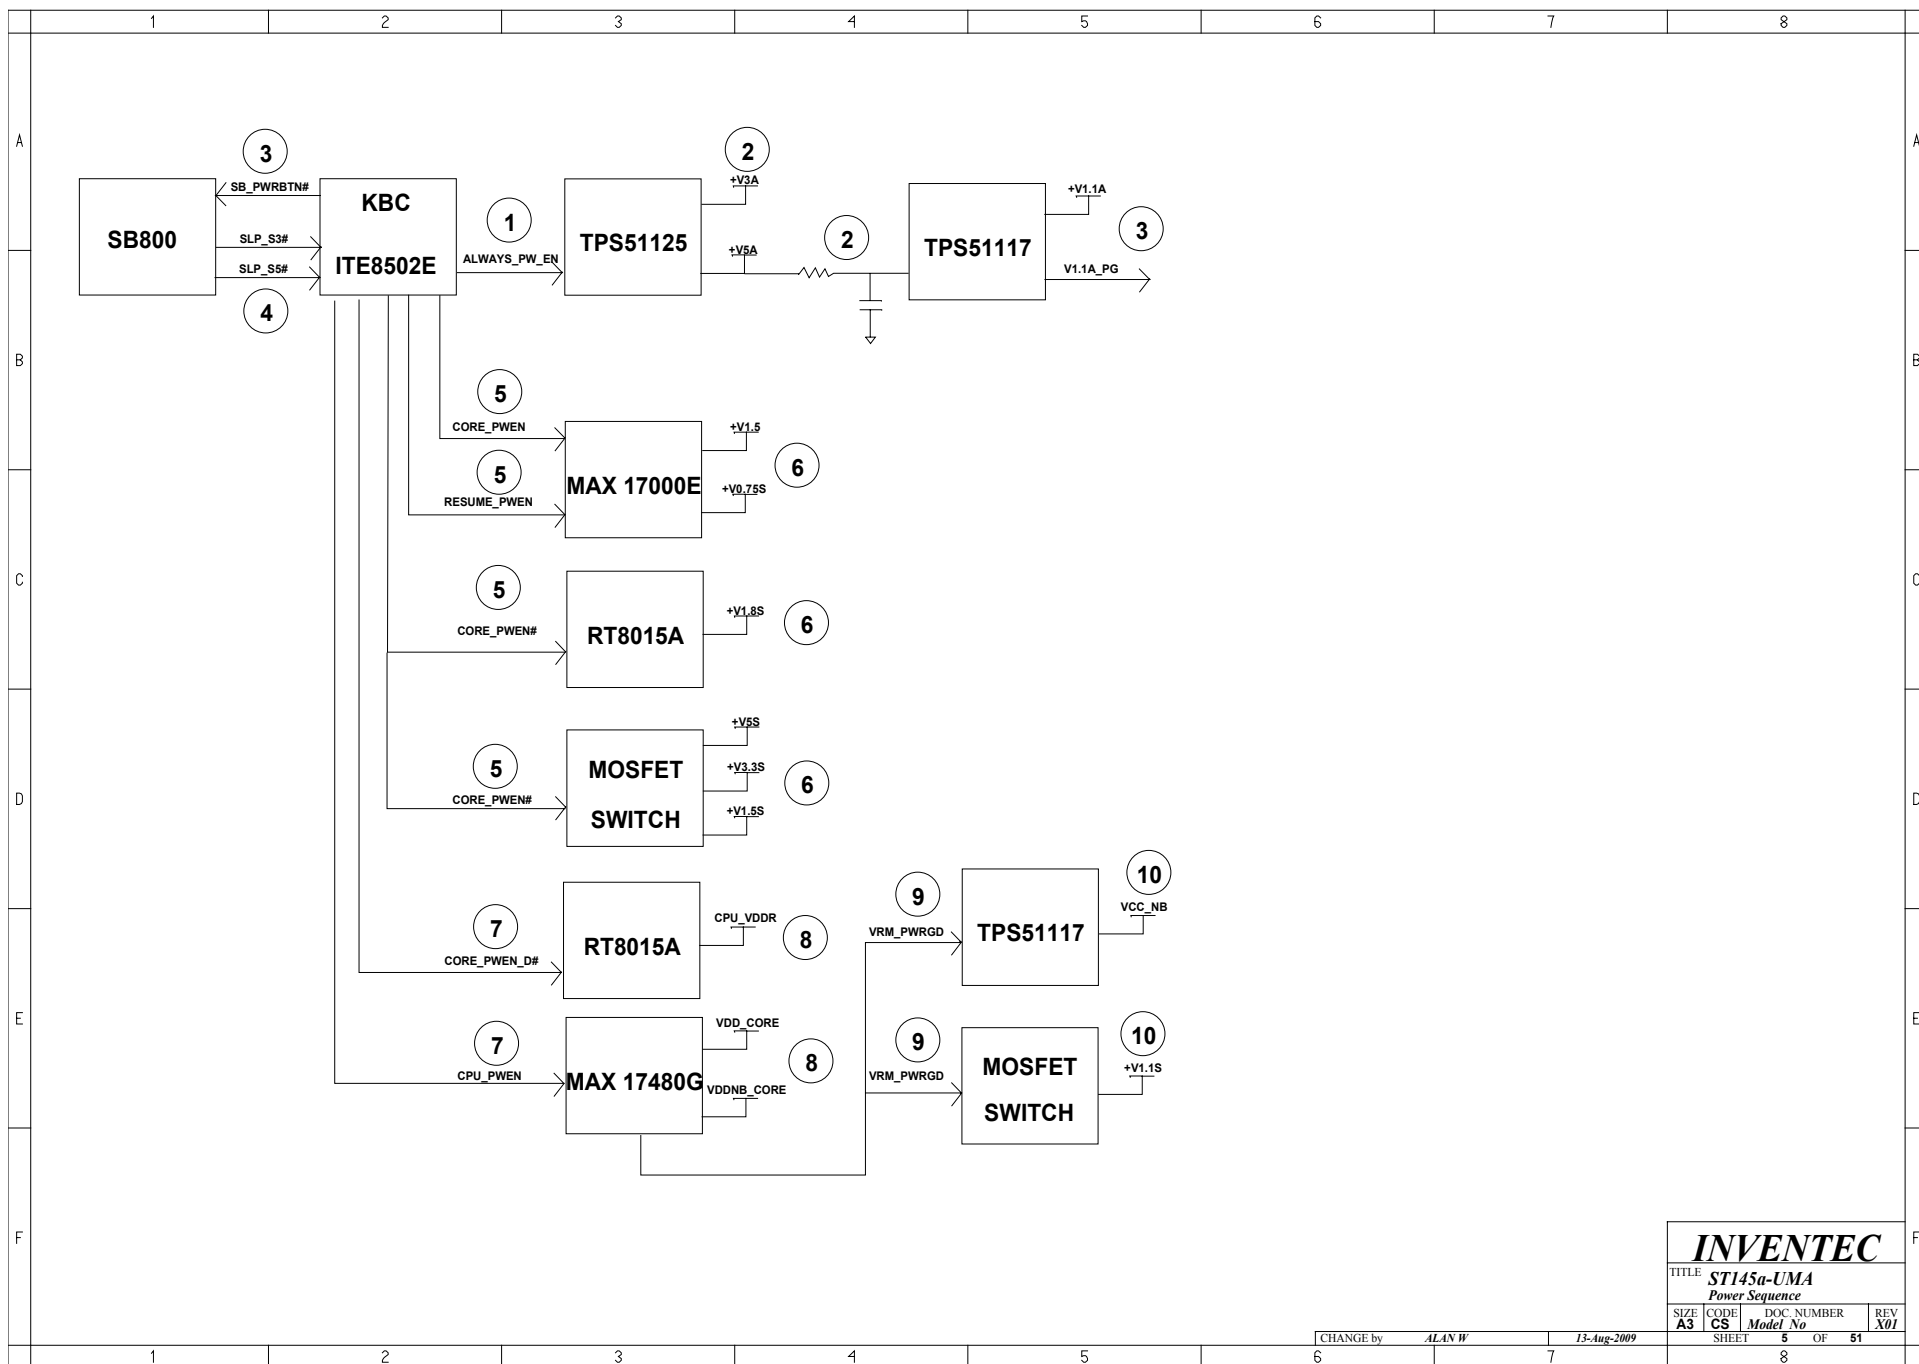 1 2 3 4 5 6 7 8
A A
3
2
SB_PWRBTN#
+V3A
+V1.1A
KBC
ITE8502E
SB800
1
TPS51125
2
TPS51117
3
SLP_S3#
SLP_S5#
4
ALWAYS_PW_EN
+V5A
V1.1A_PG
B B
5
CORE_PWEN
+V1.5
5
MAX 17000E
6
RESUME_PWEN
+V0.75S
C C
5
CORE_PWEN#
RT8015A
+V1.8S
6
+V5S
5
MOSFET
SWITCH
+V3.3S
6
CORE_PWEN#
+V1.5S
D D
7
CORE_PWEN_D#
RT8015A
CPU_VDDR
8
9
VRM_PWRGD
TPS51117
10
VCC_NB
E E
7
CPU_PWEN
MAX 17480G
VDD_CORE
8
VDDNB_CORE
9
VRM_PWRGD
MOSFET
SWITCH
10
+V1.1S
F F
INVENTEC
TITLE ST145a-UMA
Power Sequence
SIZE CODE DOC. NUMBER REV
A3 CS Model No X01
CHANGE by ALAN W 13-Aug-2009 SHEET 5 OF 51
1 2 3 4 5 6 7 8